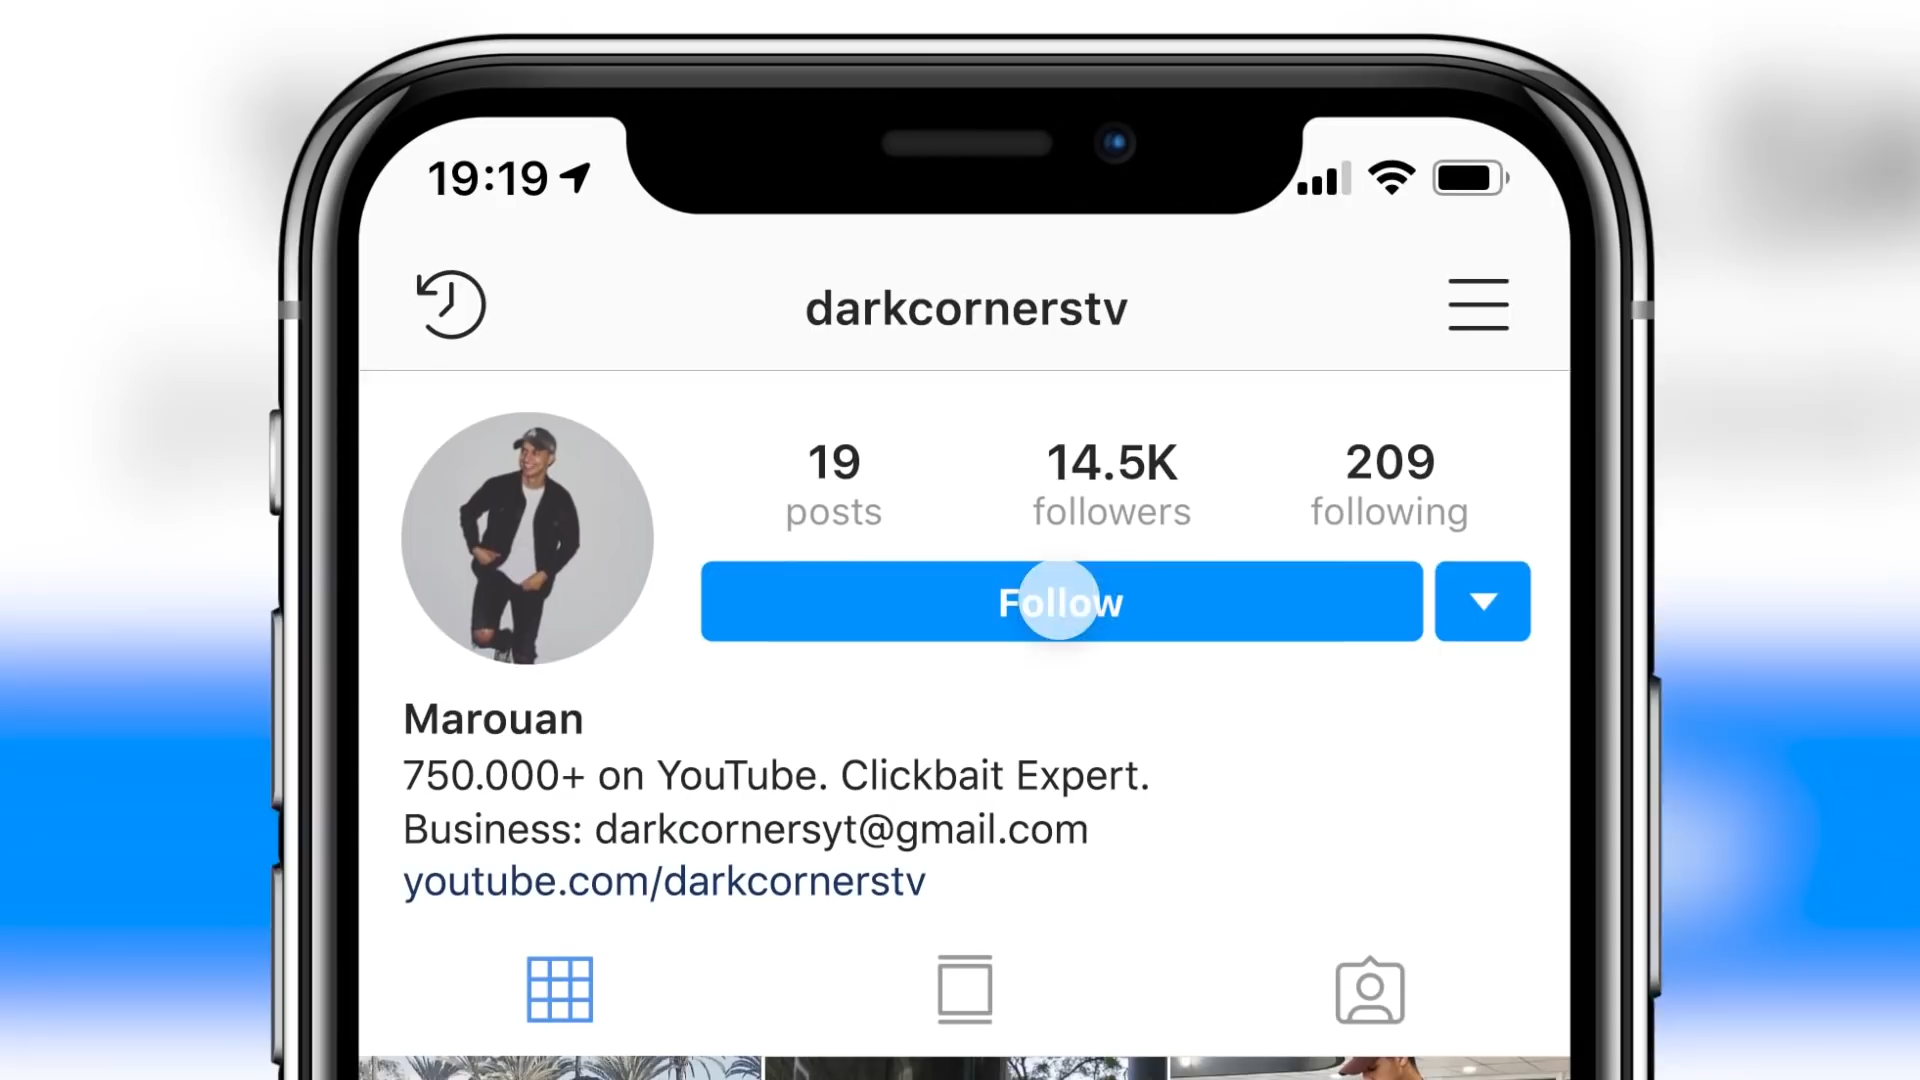 19:19
darkcornerstv
19 14.5K 209
posts followers following
Follow
Marouan
750.000+ on YouTube. Clickbait Expert.
Business: darkcornersyt@gmail.com
youtube.com/darkcornerstv